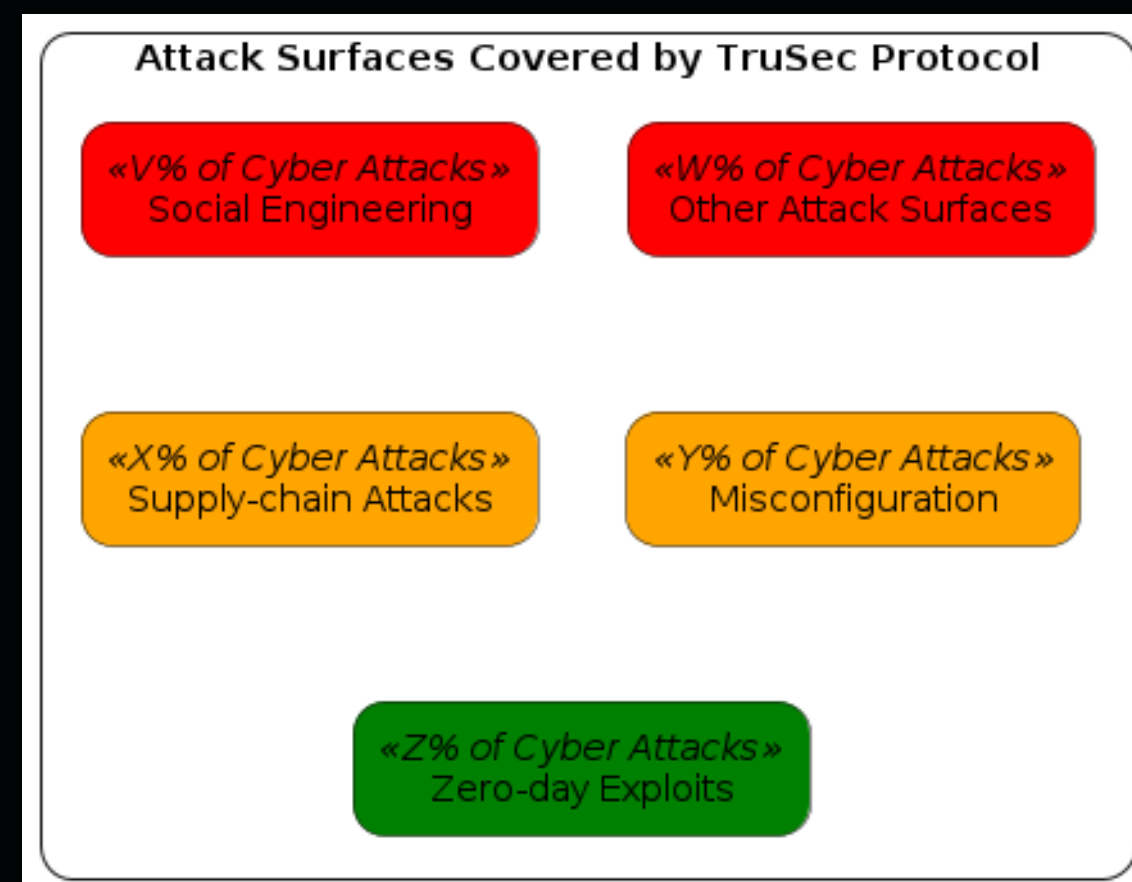 Attack Surfaces Covered by TruSec Protocol
«V% of Cyber Attacks»
Social Engineering
«W% of Cyber Attacks»
Other Attack Surfaces
«X% of Cyber Attacks»
Supply-chain Attacks
«Y% of Cyber Attacks»
Misconfiguration
«Z% of Cyber Attacks»
Zero-day Exploits